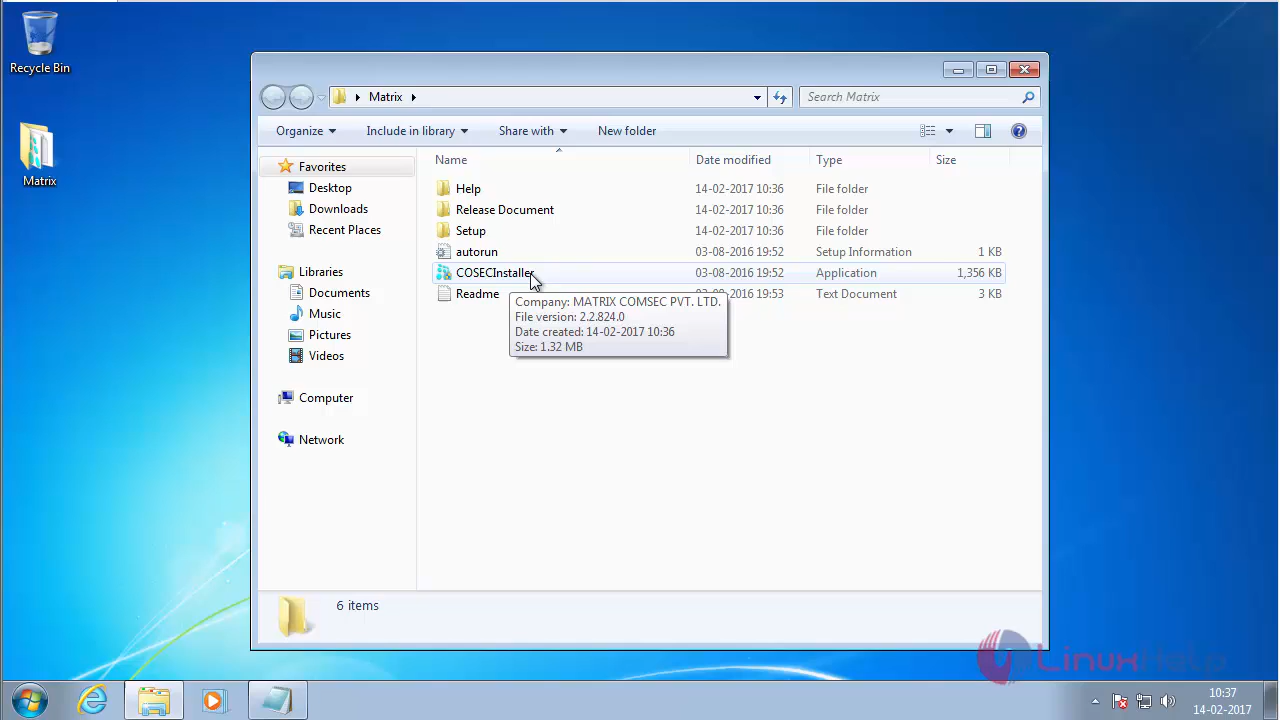 Recycle Bin
Matrix
Matrix
Search Matrix
Organize
Include in library
Share with
New folder
Name
Date modified
Type
Size
Favorites
Desktop
Downloads
Recent Places
Libraries
Documents
Music
Pictures
Videos
Computer
Network
Help 14-02-2017 10:36 File folder
Release Document 14-02-2017 10:36 File folder
Setup 14-02-2017 10:36 File folder
autorun 03-08-2016 19:52 Setup Information 1 KB
COSECInstaller 03-08-2016 19:52 Application 1,356 KB
Readme 03-08-2016 19:53 Text Document 3 KB
Company: MATRIX COMSEC PVT. LTD.
File version: 2.2.824.0
Date created: 14-02-2017 10:36
Size: 1.32 MB
6 items
LinuxHelp
10:37
14-02-2017